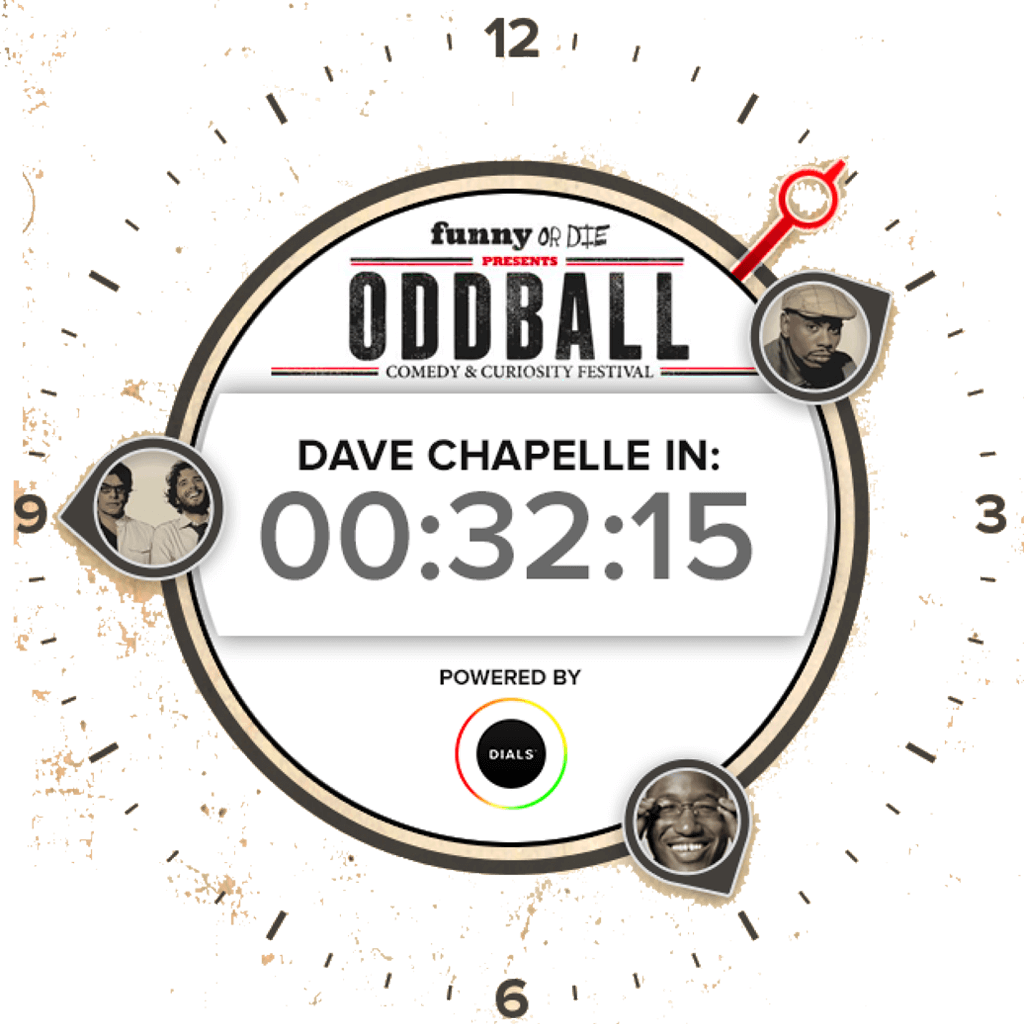 12
funny OR DIE
PRESENTS
ODDBALL
COMEDY & CURIOSITY FESTIVAL
DAVE CHAPELLE IN:
9
00:32:15
3
POWERED BY
DIALS
6